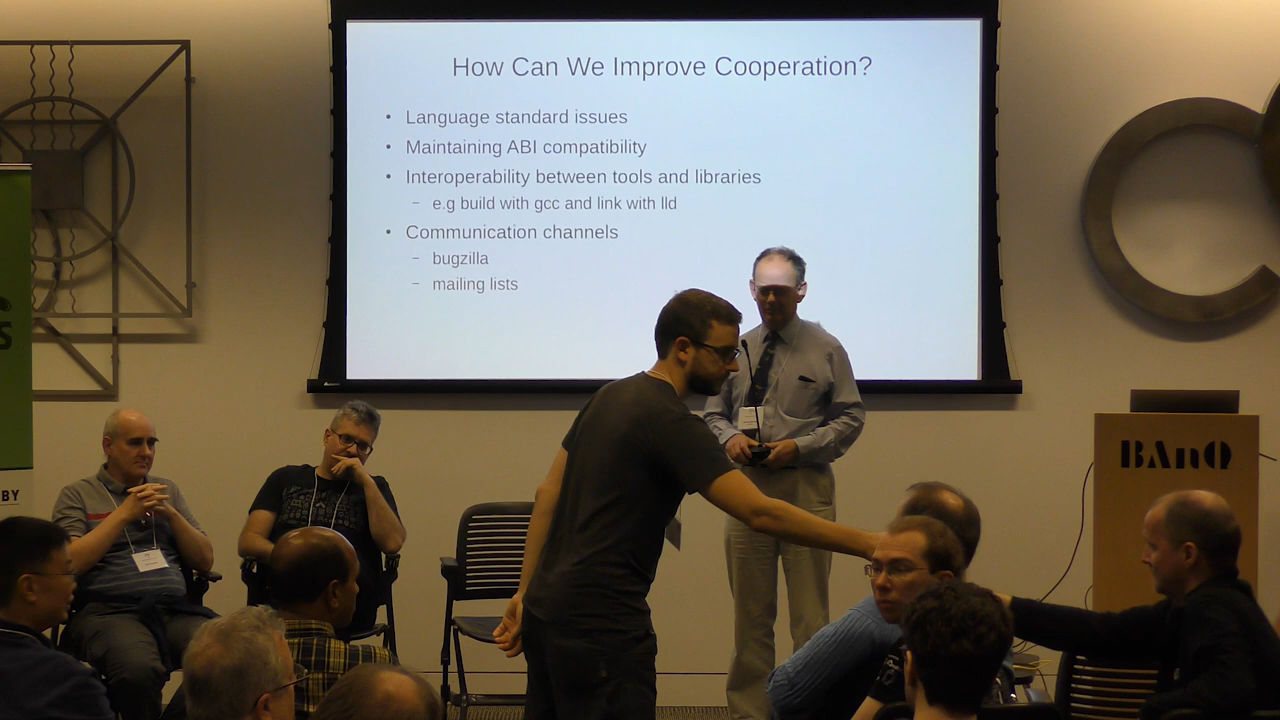 How Can We Improve Cooperation?
• Language standard issues
• Maintaining ABI compatibility
• Interoperability between tools and libraries
– e.g build with gcc and link with lld
• Communication channels
– bugzilla
– mailing lists
BAnQ
BY